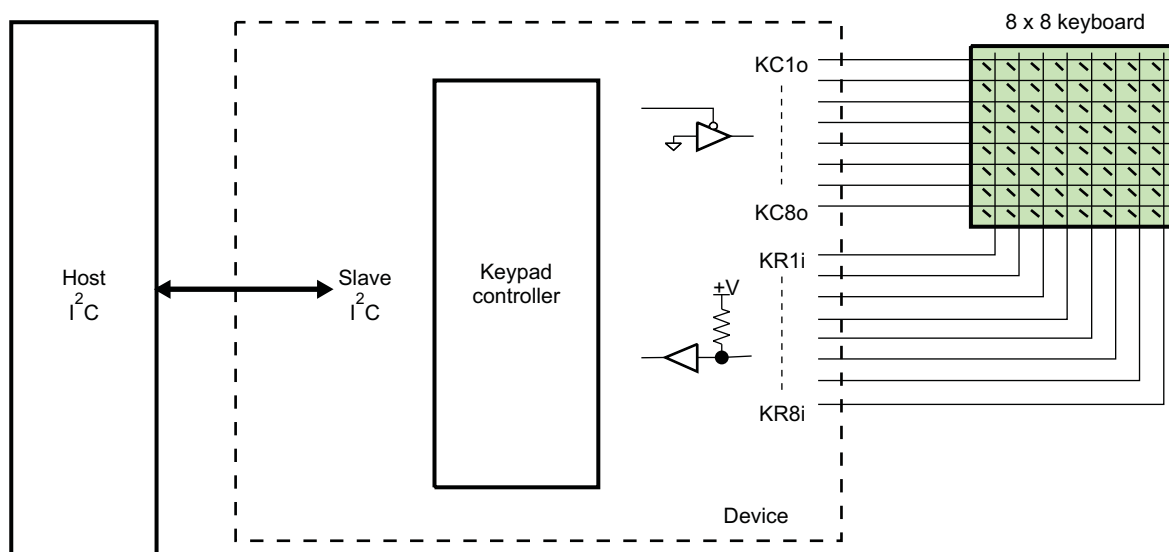 8 x 8 keyboard
KC1o
KC8o
KR1i
Host
I²C
Slave
I²C
Keypad
controller
+V
KR8i
Device